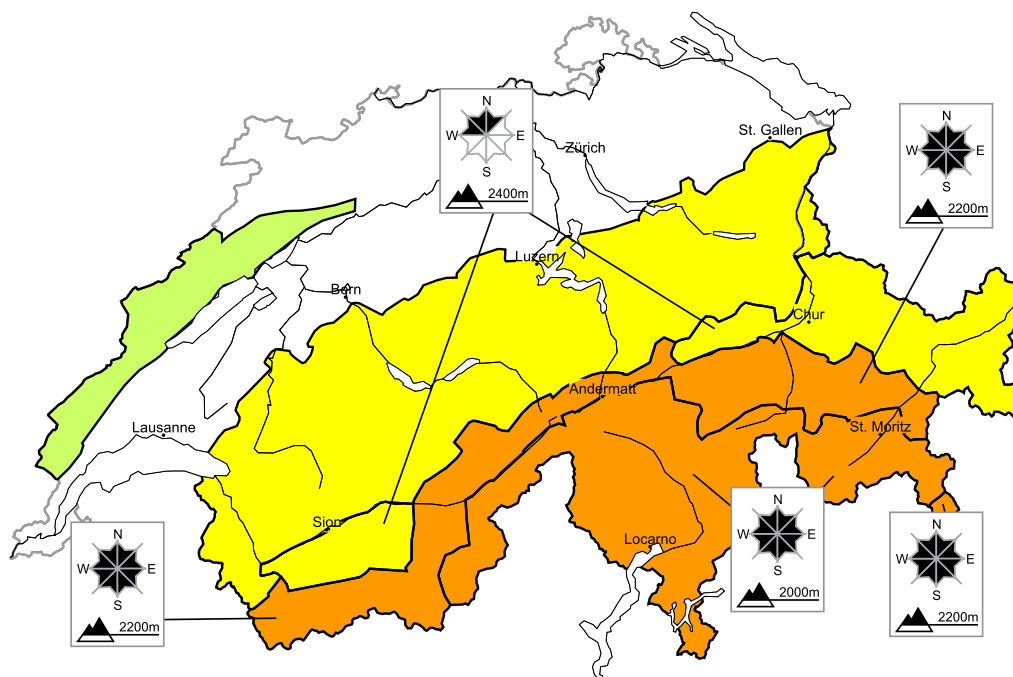 N
W E
S
2400m
N
W E
S
2200m
St. Gallen
Zürich
Luzern
Bern
Chur
Andermatt
St. Moritz
Lausanne
Sion
Locarno
N
W E
S
2200m
N
W E
S
2000m
N
W E
S
2200m